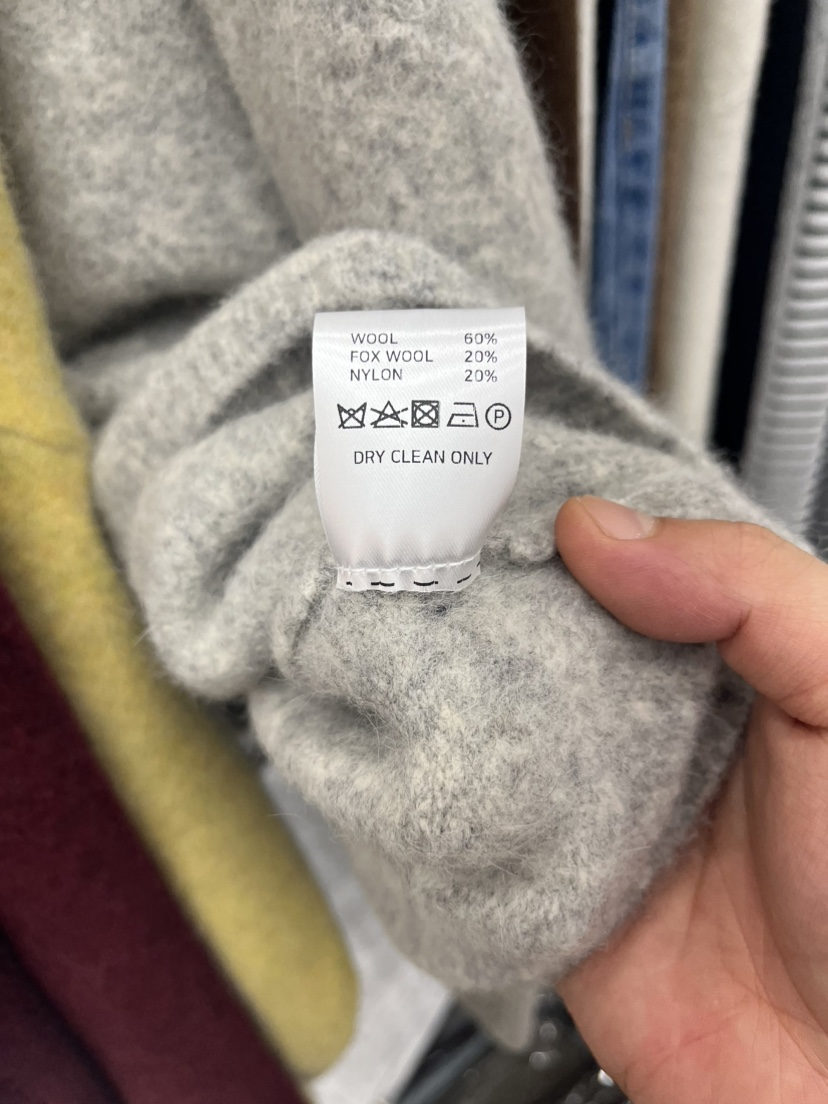 WOOL 60%
FOX WOOL 20%
NYLON 20%
P
DRY CLEAN ONLY